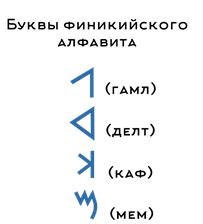 Буквы финикийского
алфавита
𐤂 (гамл)
𐤃 (делт)
𐤊 (каф)
𐤌 (мем)